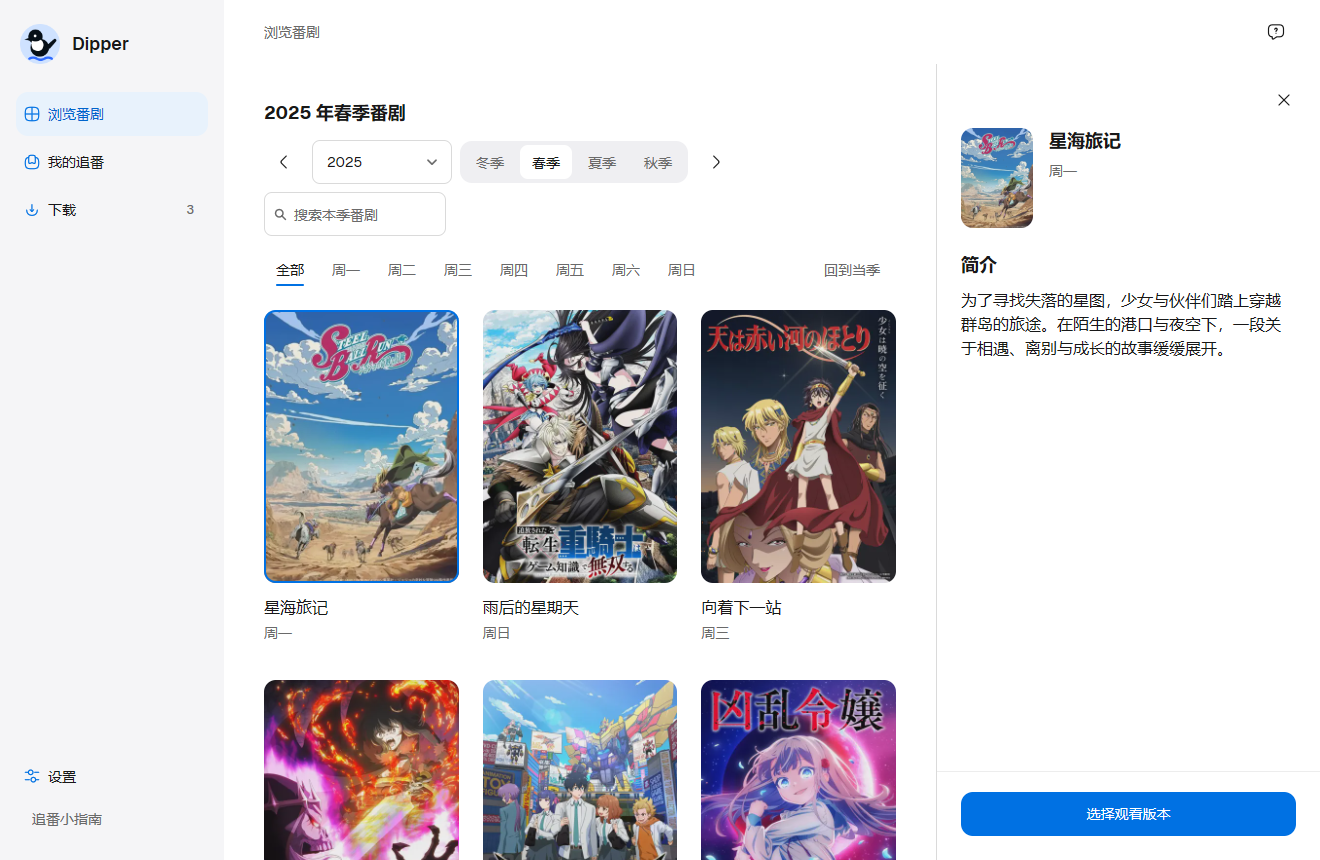 Dipper
浏览番剧
我的追番
下载
3
设置
追番小指南
浏览番剧
2025 年春季番剧
2025
冬季
春季
夏季
秋季
搜索本季番剧
全部
周一
周二
周三
周四
周五
周六
周日
回到当季
STEEL
BALL RUN
星海旅记
周一
追放された
転生重騎士は
ゲーム知識で無双する
雨后的星期天
周日
天は赤い河のほとり
少女は暁の空を征く
向着下一站
周三
凶乱令嬢
星海旅记
周一
简介
为了寻找失落的星图，少女与伙伴们踏上穿越
群岛的旅途。在陌生的港口与夜空下，一段关
于相遇、离别与成长的故事缓缓展开。
选择观看版本